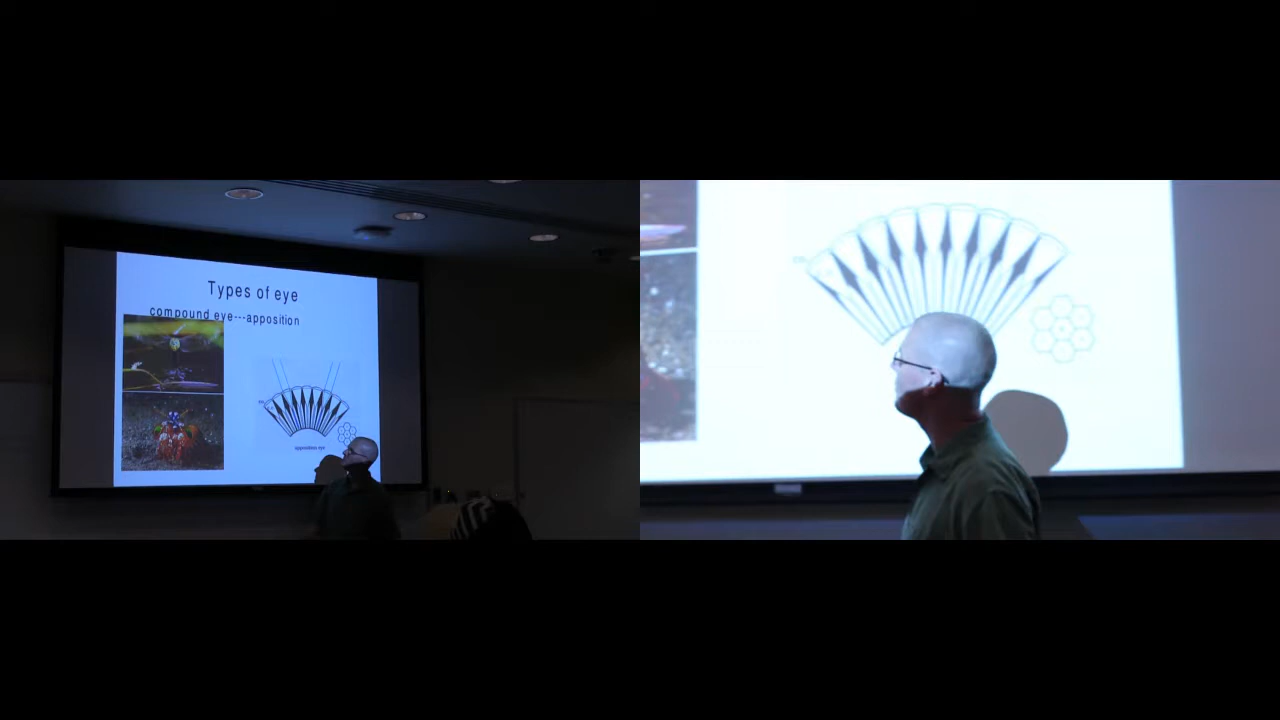 Types of eye
compound eye---apposition
apposition eye